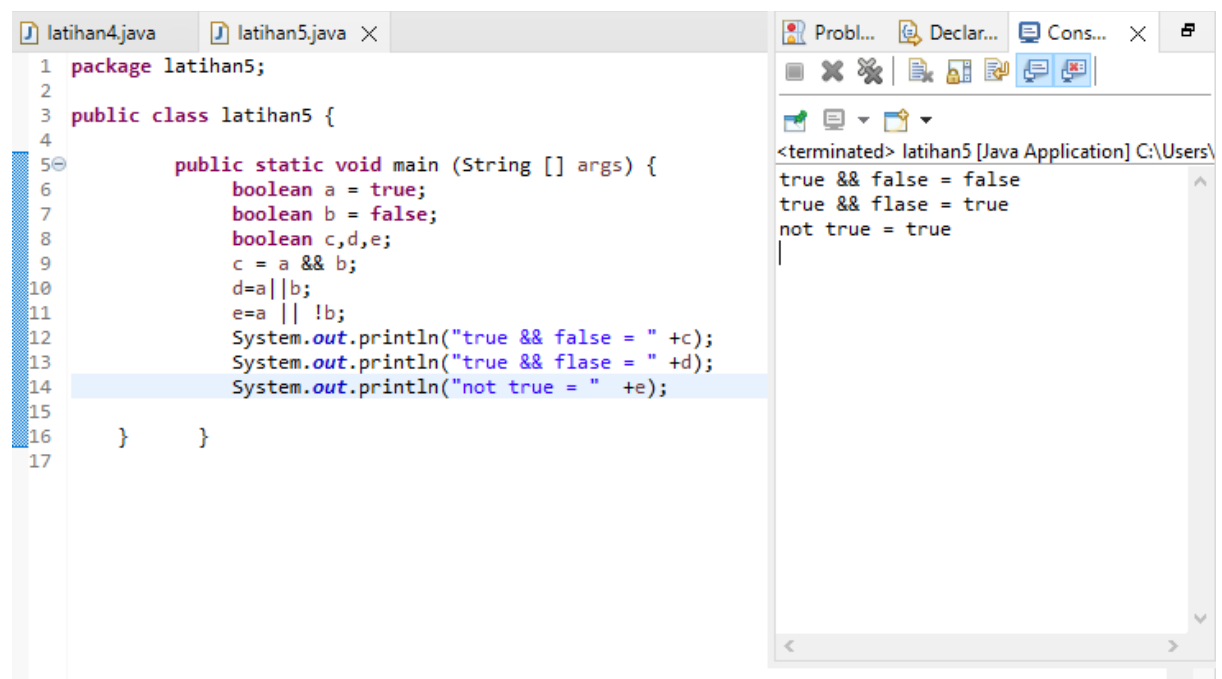 latihan4.java
latihan5.java
1 package latihan5;
2
3 public class latihan5 {
4
5 public static void main (String [] args) {
6 boolean a = true;
7 boolean b = false;
8 boolean c,d,e;
9 c = a && b;
10 d=a||b;
11 e=a || !b;
12 System.out.println("true && false = " +c);
13 System.out.println("true && flase = " +d);
14 System.out.println("not true = "  +e);
15
16 } }
17
Probl... Declar... Cons...
<terminated> latihan5 [Java Application] C:\Users\
true && false = false
true && flase = true
not true = true